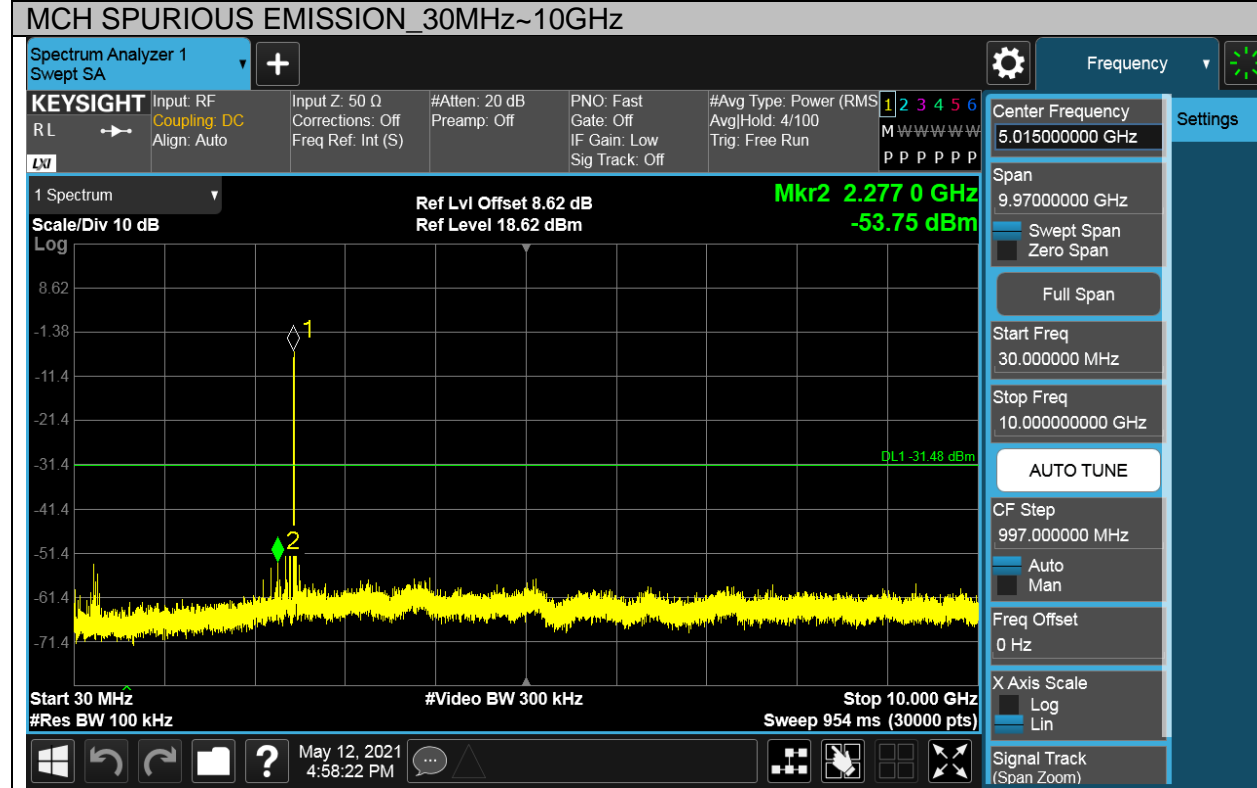 MCH SPURIOUS EMISSION_30MHz~10GHz
Spectrum Analyzer 1
Swept SA
Frequency
KEYSIGHT
RL
LXI
Input: RF
Coupling: DC
Align: Auto
Input Z: 50 Ω
Corrections: Off
Freq Ref: Int (S)
#Atten: 20 dB
Preamp: Off
PNO: Fast
Gate: Off
IF Gain: Low
Sig Track: Off
#Avg Type: Power (RMS
Avg|Hold: 4/100
Trig: Free Run
1 2 3 4 5 6
M W W W W W
P P P P P P
1 Spectrum
Scale/Div 10 dB
Ref Lvl Offset 8.62 dB
Ref Level 18.62 dBm
Mkr2 2.277 0 GHz
-53.75 dBm
Log
8.62
-1.38
-11.4
-21.4
-31.4
-41.4
-51.4
-61.4
-71.4
1
2
DL1 -31.48 dBm
Start 30 MHz
#Res BW 100 kHz
#Video BW 300 kHz
Stop 10.000 GHz
Sweep 954 ms (30000 pts)
?
May 12, 2021
4:58:22 PM
Center Frequency
5.015000000 GHz
Settings
Span
9.97000000 GHz
Swept Span
Zero Span
Full Span
Start Freq
30.000000 MHz
Stop Freq
10.000000000 GHz
AUTO TUNE
CF Step
997.000000 MHz
Auto
Man
Freq Offset
0 Hz
X Axis Scale
Log
Lin
Signal Track
(Span Zoom)